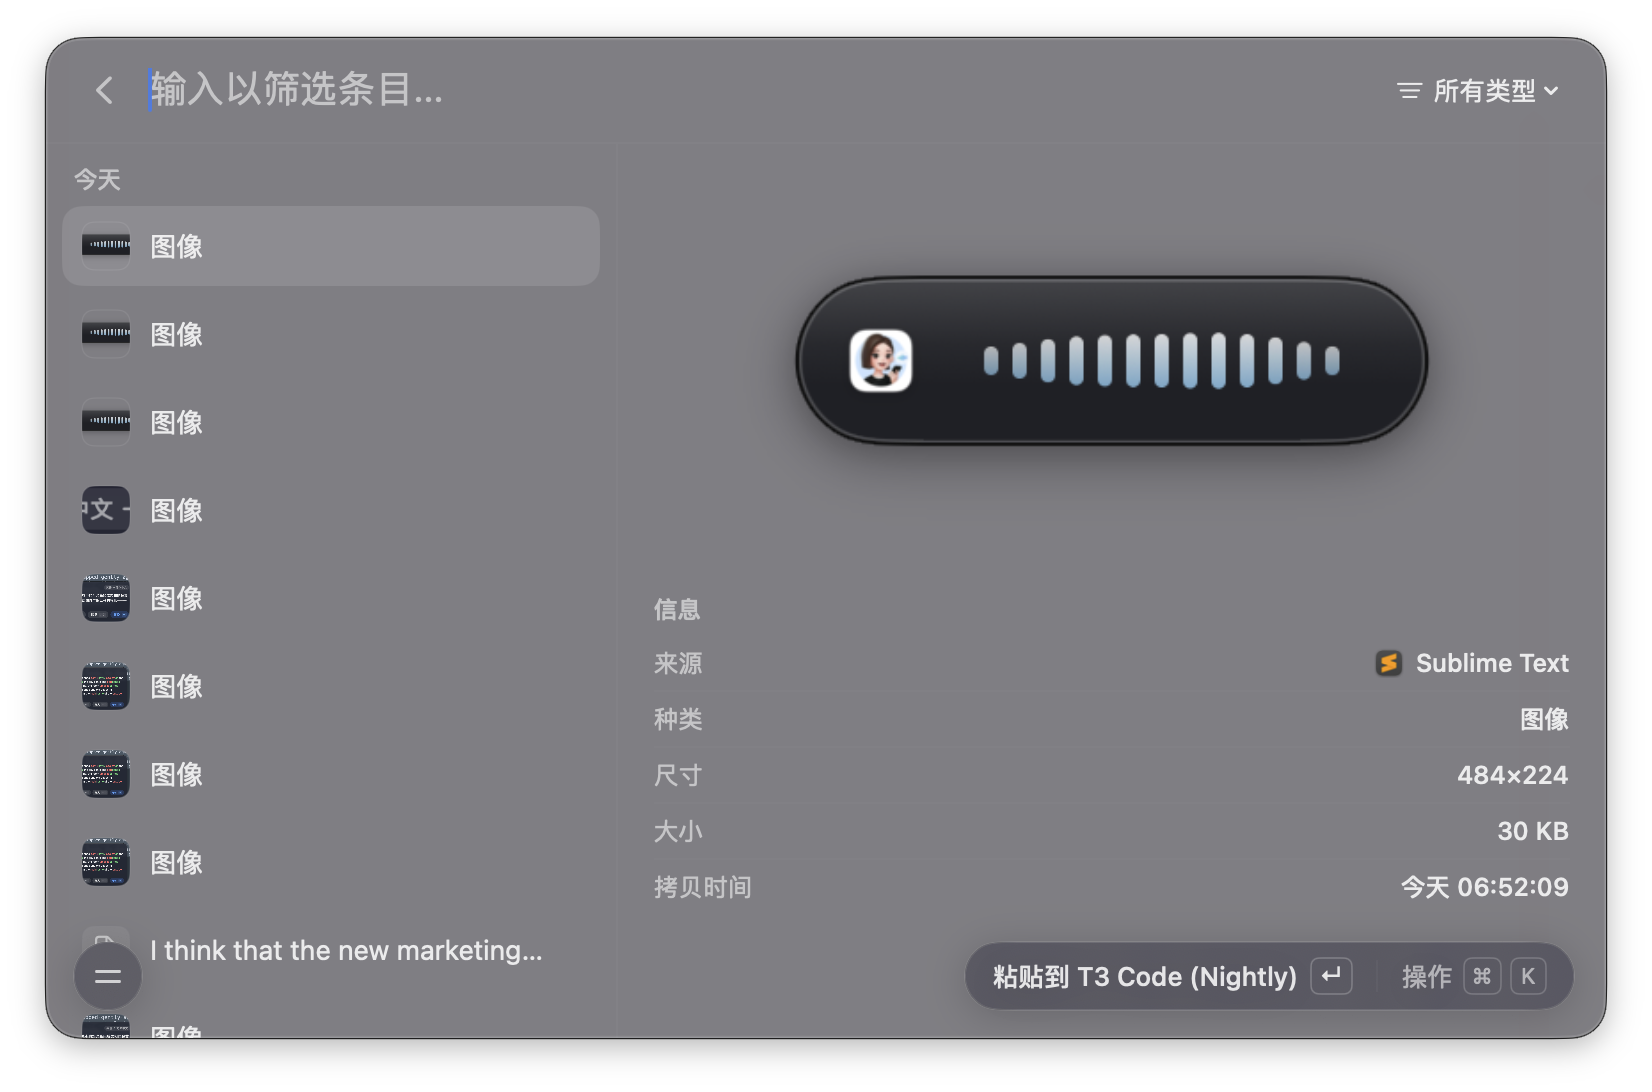 输入以筛选条目...
所有类型
今天
图像
图像
图像
中文
图像
图像
图像
图像
图像
I think that the new marketing...
图像
信息
来源
Sublime Text
种类
图像
尺寸
484×224
大小
30 KB
拷贝时间
今天 06:52:09
粘贴到 T3 Code (Nightly)
操作 ⌘ K